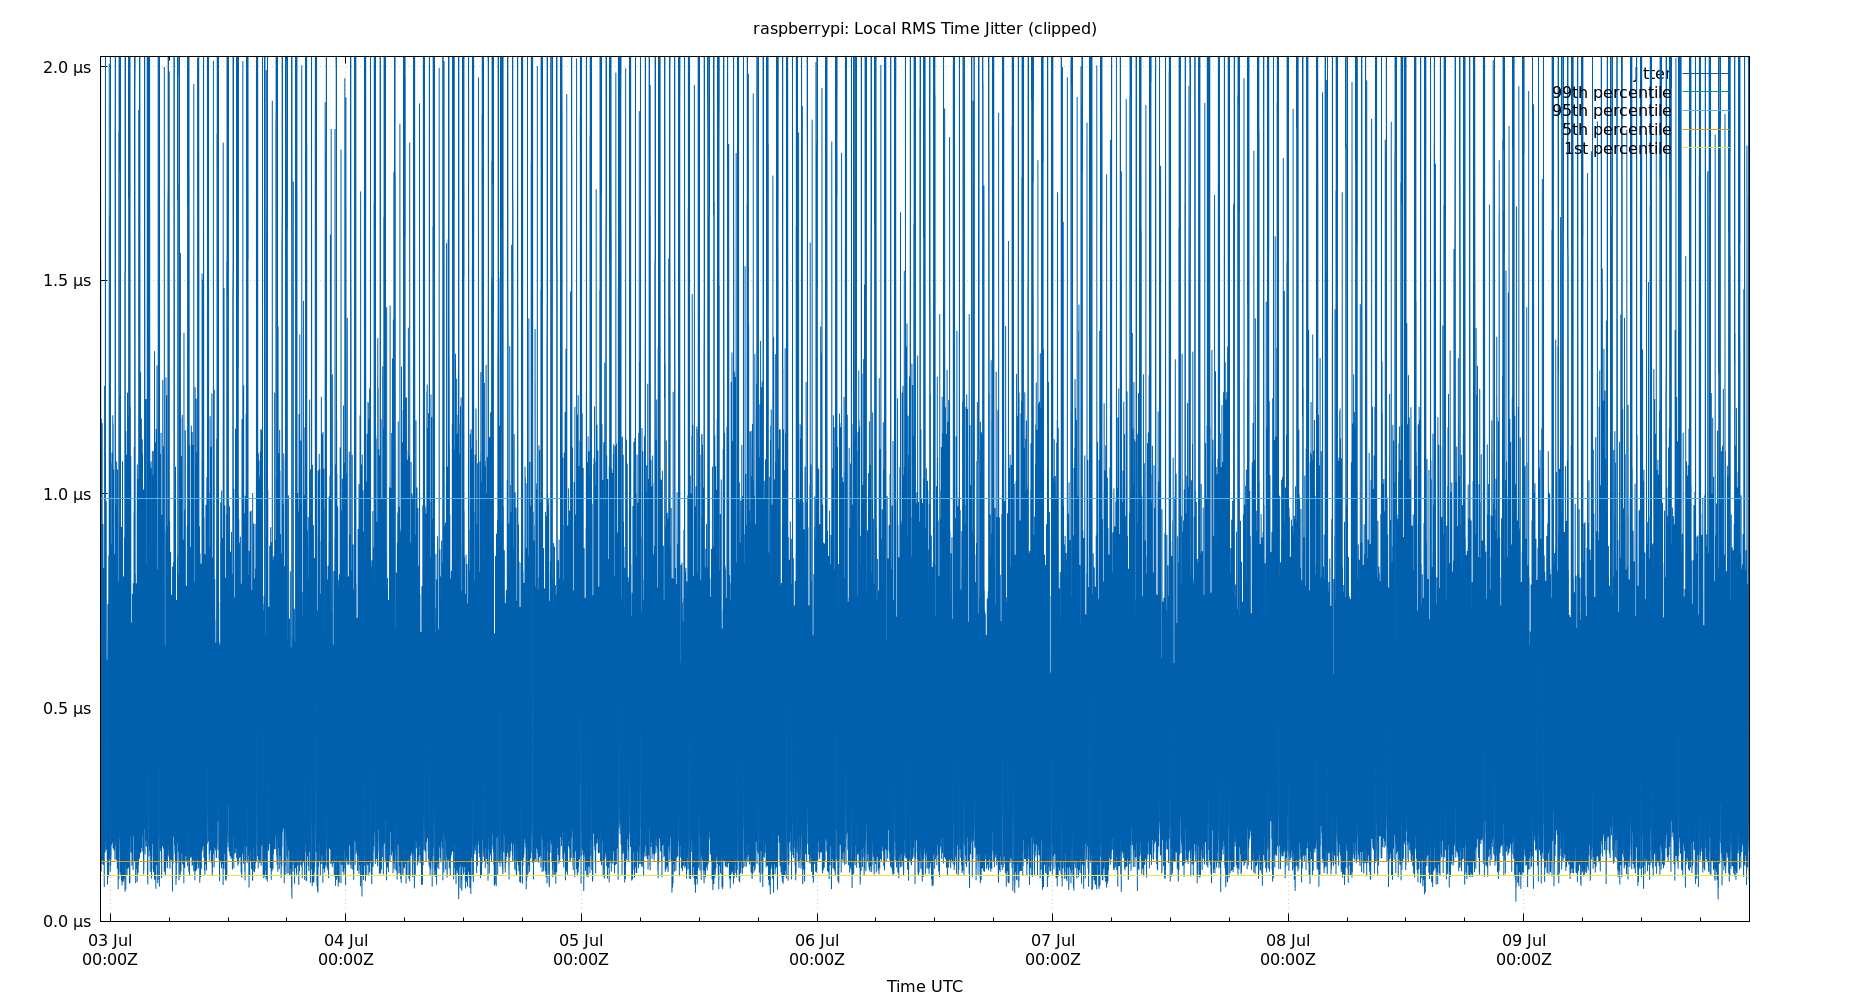 raspberrypi: Local RMS Time Jitter (clipped)
2.0 µs
1.5 µs
1.0 µs
0.5 µs
0.0 µs
jitter
99th percentile
95th percentile
5th percentile
1st percentile
03 Jul 04 Jul 05 Jul 06 Jul 07 Jul 08 Jul 09 Jul
00:00Z 00:00Z 00:00Z 00:00Z 00:00Z 00:00Z 00:00Z
Time UTC